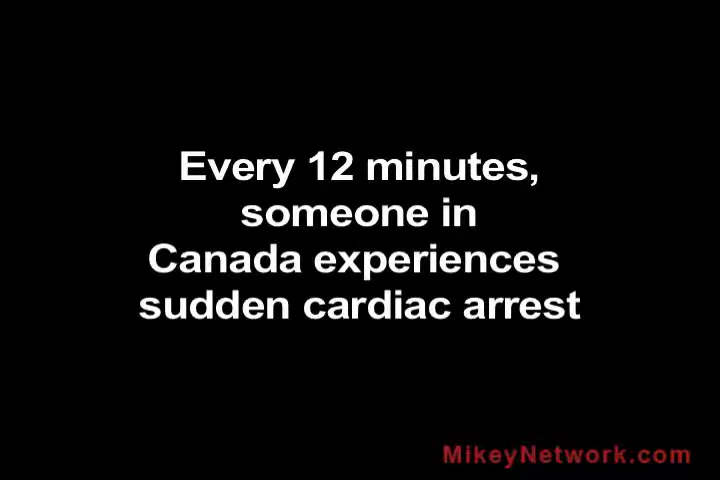 Every 12 minutes,
someone in
Canada experiences
sudden cardiac arrest
MikeyNetwork.com